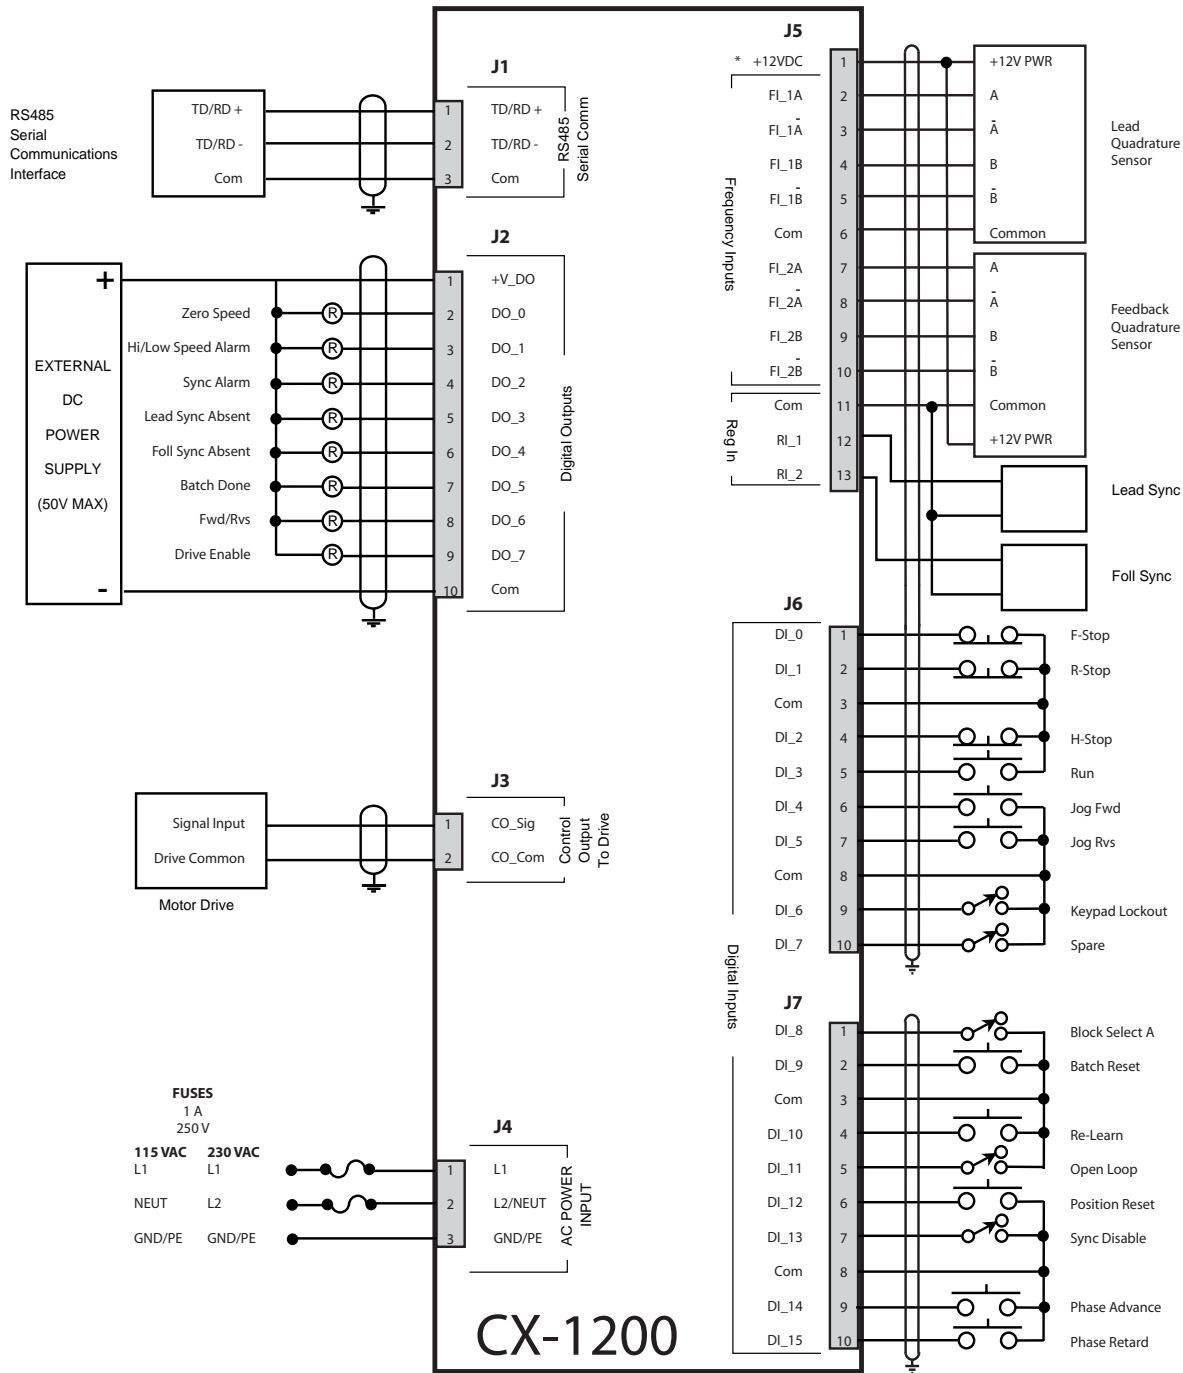 RS485
Serial
Communications
Interface
TD/RD +
TD/RD -
Com
J1
1 TD/RD +
2 TD/RD -
3 Com
RS485
Serial Comm
EXTERNAL
DC
POWER
SUPPLY
(50V MAX)
+
-
J2
1 +V_DO
Zero Speed R 2 DO_0
Hi/Low Speed Alarm R 3 DO_1
Sync Alarm R 4 DO_2
Lead Sync Absent R 5 DO_3
Foll Sync Absent R 6 DO_4
Batch Done R 7 DO_5
Fwd/Rvs R 8 DO_6
Drive Enable R 9 DO_7
10 Com
Digital Outputs
J3
Signal Input 1 CO_Sig
Drive Common 2 CO_Com
Motor Drive
Control
Output
To Drive
FUSES
1 A
250 V
115 VAC 230 VAC
J4
L1 L1 1 L1
NEUT L2 2 L2/NEUT
GND/PE GND/PE 3 GND/PE
AC POWER
INPUT
CX-1200
J5
* +12VDC 1 +12V PWR
FI_1A 2 A
FI_1A̅ 3 A̅
FI_1B 4 B
FI_1B̅ 5 B̅
Com 6 Common
Lead
Quadrature
Sensor
FI_2A 7 A
FI_2A̅ 8 A̅
FI_2B 9 B
FI_2B̅ 10 B̅
Com 11 Common
RI_1 12 +12V PWR
RI_2 13
Feedback
Quadrature
Sensor
Frequency Inputs
Reg In
Lead Sync
Foll Sync
J6
DI_0 1 F-Stop
DI_1 2 R-Stop
Com 3
DI_2 4 H-Stop
DI_3 5 Run
DI_4 6 Jog Fwd
DI_5 7 Jog Rvs
Com 8
DI_6 9 Keypad Lockout
DI_7 10 Spare
Digital Inputs
J7
DI_8 1 Block Select A
DI_9 2 Batch Reset
Com 3
DI_10 4 Re-Learn
DI_11 5 Open Loop
DI_12 6 Position Reset
DI_13 7 Sync Disable
Com 8
DI_14 9 Phase Advance
DI_15 10 Phase Retard